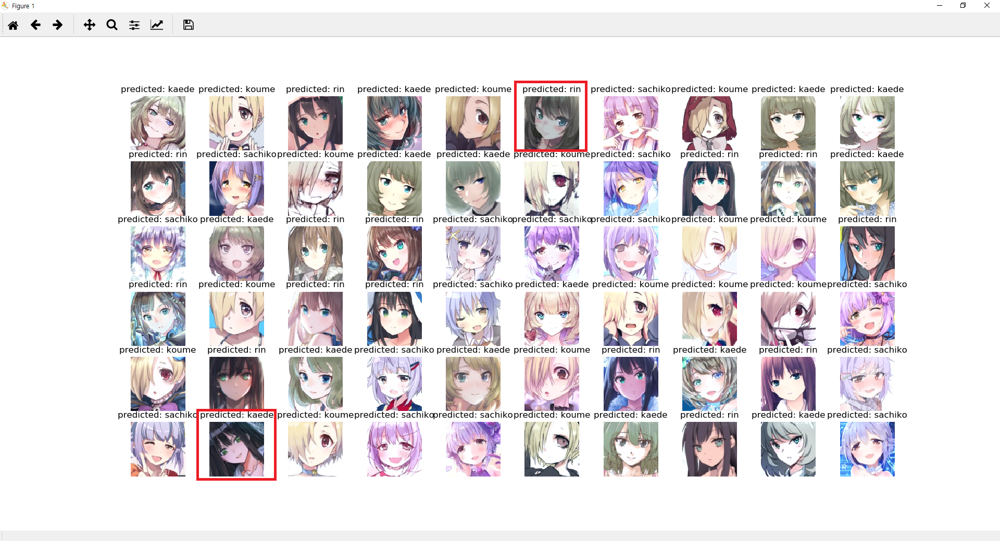 Figure 1
predicted: kaede predicted: koume predicted: rin predicted: kaede predicted: koume predicted: rin predicted: sachiko predicted: koume predicted: kaede predicted: kaede
predicted: rin predicted: sachiko predicted: koume predicted: kaede predicted: kaede predicted: koume predicted: sachiko predicted: rin predicted: rin predicted: kaede
predicted: sachiko predicted: kaede predicted: rin predicted: rin predicted: sachiko predicted: sachiko predicted: sachiko predicted: koume predicted: koume predicted: rin
predicted: rin predicted: koume predicted: rin predicted: rin predicted: sachiko predicted: kaede predicted: koume predicted: koume predicted: koume predicted: sachiko
predicted: koume predicted: rin predicted: kaede predicted: sachiko predicted: kaede predicted: koume predicted: rin predicted: kaede predicted: rin predicted: sachiko
predicted: sachiko predicted: kaede predicted: koume predicted: sachiko predicted: sachiko predicted: koume predicted: kaede predicted: rin predicted: kaede predicted: sachiko